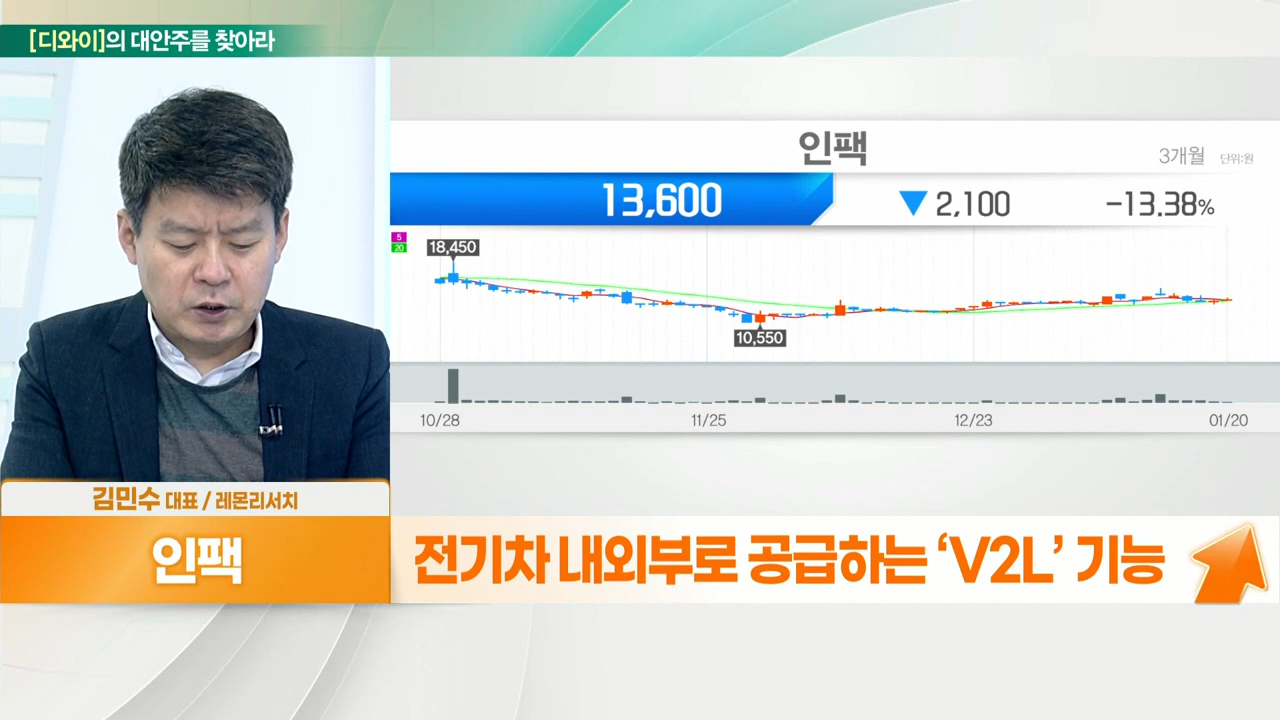 [디와이]의 대안주를 찾아라
인팩
3개월 단위:원
13,600 ▼ 2,100 -13.38%
5
20
18,450
10,550
10/28 11/25 12/23 01/20
김민수 대표 / 레몬리서치
인팩
전기차 내외부로 공급하는 ‘V2L’ 기능